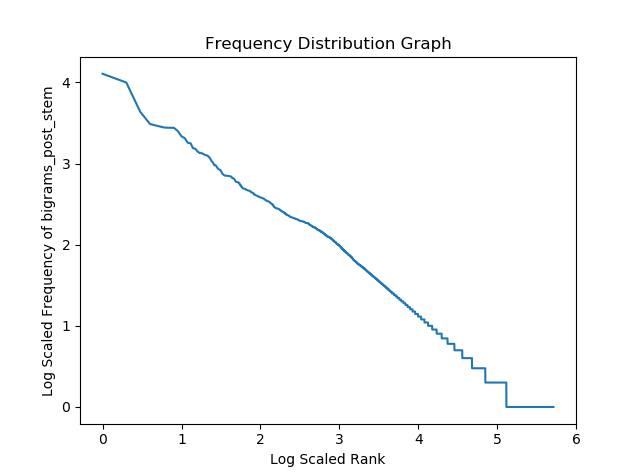 Frequency Distribution Graph
Log Scaled Frequency of bigrams_post_stem
4
3
2
1
0
0 1 2 3 4 5 6
Log Scaled Rank